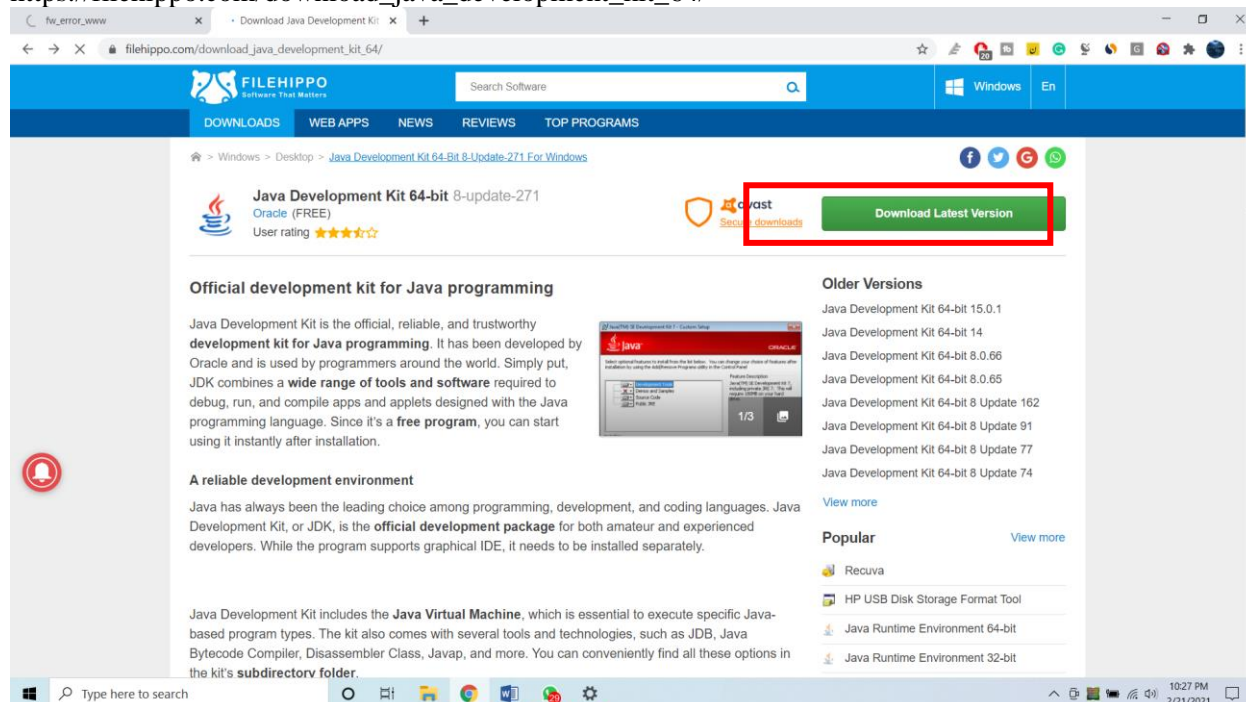 https://filehippo.com/download_java_development_kit_64/
fw_error_www
Download Java Development Kit
filehippo.com/download_java_development_kit_64/
20
FILEHIPPO
Software That Matters
Search Software
Windows
En
DOWNLOADS WEB APPS NEWS REVIEWS TOP PROGRAMS
> Windows > Desktop > Java Development Kit 64-Bit 8-Update-271 For Windows
Java Development Kit 64-bit 8-update-271
Oracle (FREE)
User rating
avast
Secure downloads
Download Latest Version
Official development kit for Java programming
Java Development Kit is the official, reliable, and trustworthy
development kit for Java programming. It has been developed by
Oracle and is used by programmers around the world. Simply put,
JDK combines a wide range of tools and software required to
debug, run, and compile apps and applets designed with the Java
programming language. Since it's a free program, you can start
using it instantly after installation.
Java
ORACLE
1/3
A reliable development environment
Java has always been the leading choice among programming, development, and coding languages. Java
Development Kit, or JDK, is the official development package for both amateur and experienced
developers. While the program supports graphical IDE, it needs to be installed separately.
Java Development Kit includes the Java Virtual Machine, which is essential to execute specific Java-
based program types. The kit also comes with several tools and technologies, such as JDB, Java
Bytecode Compiler, Disassembler Class, Javap, and more. You can conveniently find all these options in
the kit's subdirectory folder.
Older Versions
Java Development Kit 64-bit 15.0.1
Java Development Kit 64-bit 14
Java Development Kit 64-bit 8.0.66
Java Development Kit 64-bit 8.0.65
Java Development Kit 64-bit 8 Update 162
Java Development Kit 64-bit 8 Update 91
Java Development Kit 64-bit 8 Update 77
Java Development Kit 64-bit 8 Update 74
View more
Popular View more
Recuva
HP USB Disk Storage Format Tool
Java Runtime Environment 64-bit
Java Runtime Environment 32-bit
Type here to search
29
10:27 PM
2/21/2021